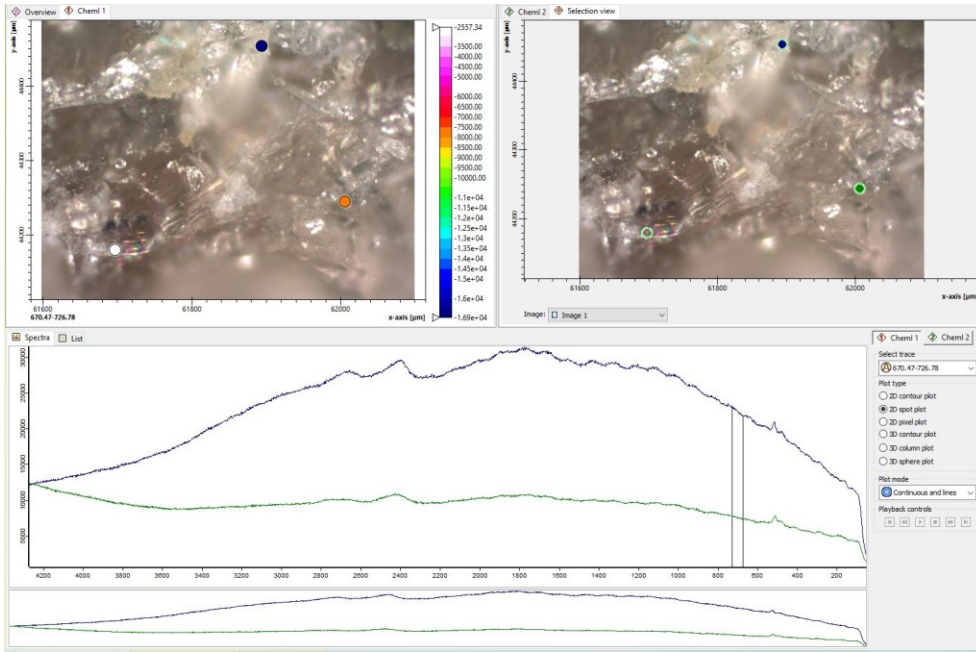 Overview Cheml 1
Cheml 2 Selection view
y-axis [µm]
44400
44300
44200
61600 61800 62000
670.47-726.78 x-axis [µm]
-2557.34
-3500.00
-4000.00
-4500.00
-5000.00
-6000.00
-6500.00
-7000.00
-7500.00
-8000.00
-8500.00
-9000.00
-9500.00
-10000.00
-1.1e+04
-1.15e+04
-1.2e+04
-1.25e+04
-1.3e+04
-1.35e+04
-1.4e+04
-1.45e+04
-1.5e+04
-1.6e+04
-1.69e+04
y-axis [µm]
44400
44300
44200
61600 61800 62000
x-axis [µm]
Image: Image 1
Spectra List
30000
25000
20000
15000
10000
5000
4200 4000 3800 3600 3400 3200 3000 2800 2600 2400 2200 2000 1800 1600 1400 1200 1000 800 600 400 200
Cheml 1 Cheml 2
Select trace
670.47-726.78
Plot type
2D contour plot
2D spot plot
2D pixel plot
3D contour plot
3D column plot
3D sphere plot
Plot mode
Continuous and lines
Playback controls